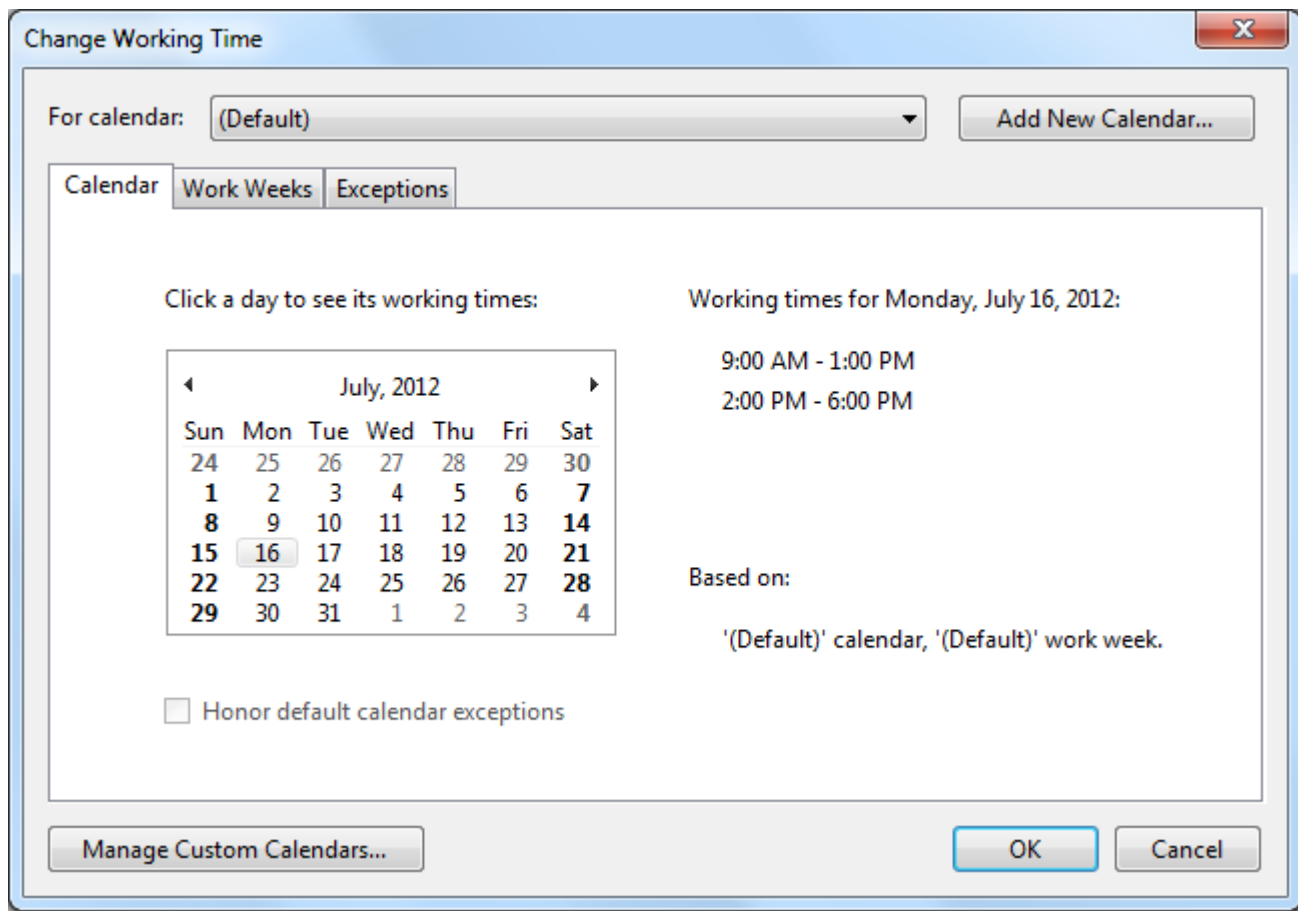 Change Working Time
For calendar: (Default) Add New Calendar...
Calendar Work Weeks Exceptions
Click a day to see its working times:
July, 2012
Sun Mon Tue Wed Thu Fri Sat
24 25 26 27 28 29 30
1 2 3 4 5 6 7
8 9 10 11 12 13 14
15 16 17 18 19 20 21
22 23 24 25 26 27 28
29 30 31 1 2 3 4
Honor default calendar exceptions
Working times for Monday, July 16, 2012:
9:00 AM - 1:00 PM
2:00 PM - 6:00 PM
Based on:
'(Default)' calendar, '(Default)' work week.
Manage Custom Calendars... OK Cancel